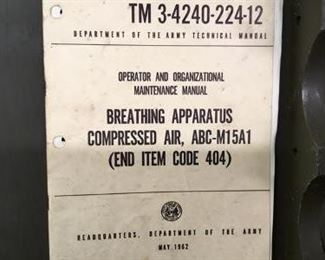 TM 3-4240-224-12
DEPARTMENT OF THE ARMY TECHNICAL MANUAL
OPERATOR AND ORGANIZATIONAL
MAINTENANCE MANUAL
BREATHING APPARATUS
COMPRESSED AIR, ABC-M15A1
(END ITEM CODE 404)
HEADQUARTERS, DEPARTMENT OF THE ARMY
MAY 1962